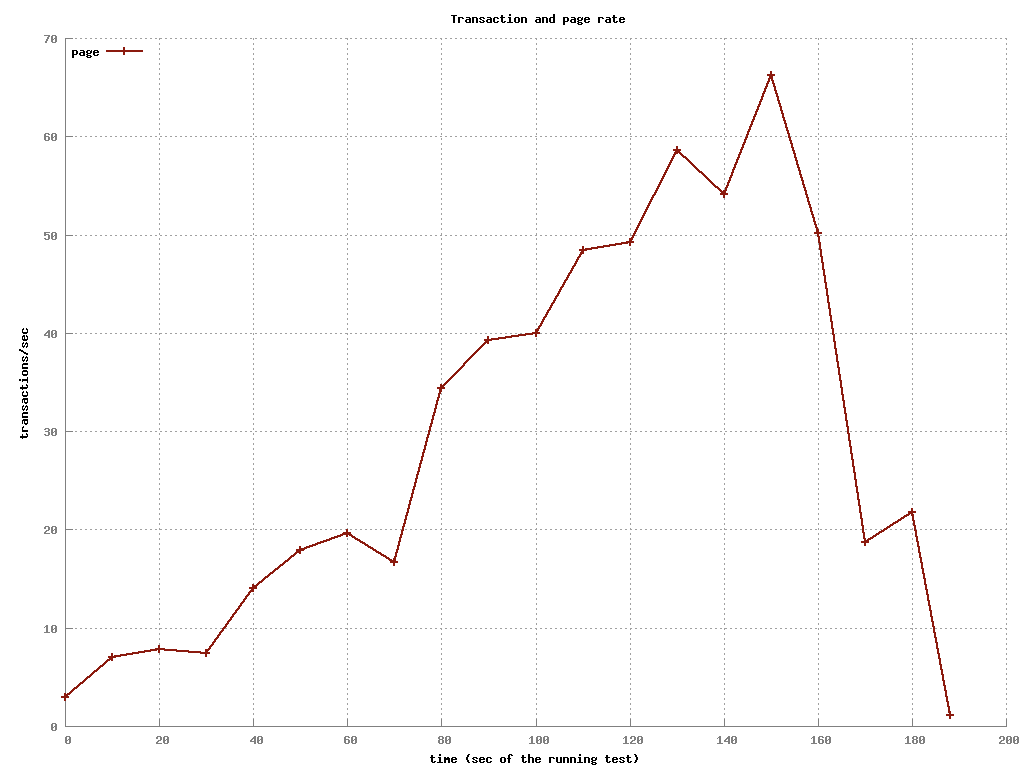 Transaction and page rate
page
70
60
50
40
30
20
10
0
transactions/sec
0 20 40 60 80 100 120 140 160 180 200
time (sec of the running test)